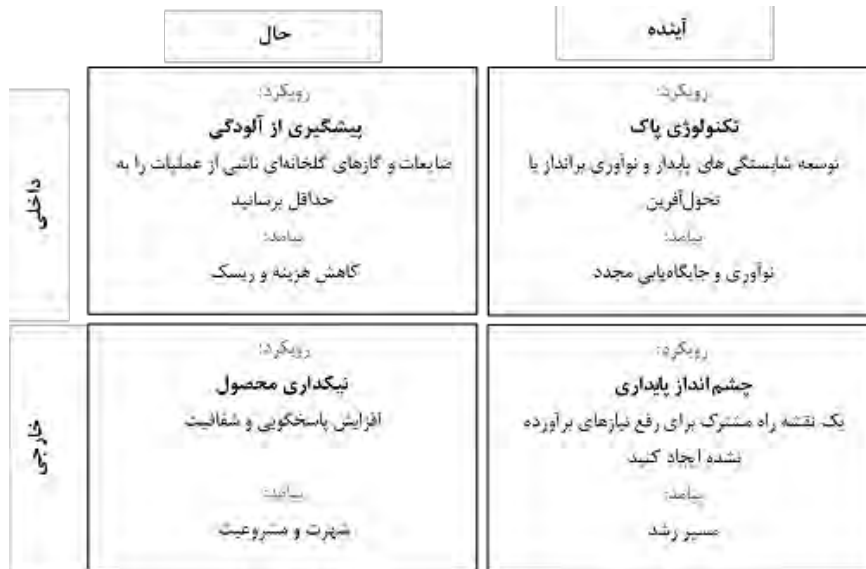 حال
آینده
داخلی
رویکرد:
پیشگیری از آلودگی
ضایعات و گازهای گلخانه‌ای ناشی از عملیات را به
حداقل برسانید
پیامد:
کاهش هزینه و ریسک
رویکرد:
تکنولوژی پاک
توسعه شایستگی های پایدار و نوآوری برانداز یا
تحول‌آفرین
پیامد:
نوآوری و جایگاه‌یابی مجدد
خارجی
رویکرد:
نیکداری محصول
افزایش پاسخگویی و شفافیت
پیامد:
شهرت و مشروعیت
رویکرد:
چشم‌انداز پایداری
یک نقشه راه مشترک برای رفع نیازهای برآورده
نشده ایجاد کنید
پیامد:
مسیر رشد